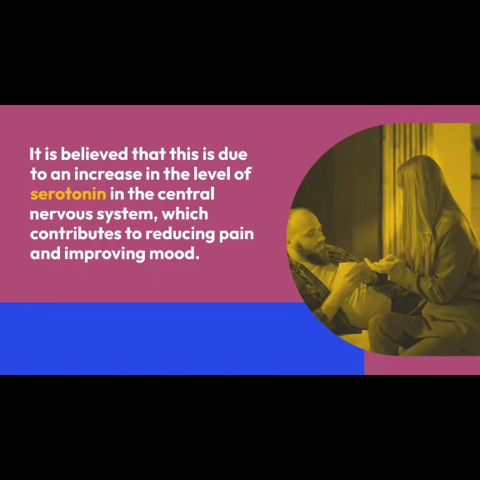 It is believed that this is due
to an increase in the level of
serotonin in the central
nervous system, which
contributes to reducing pain
and improving mood.